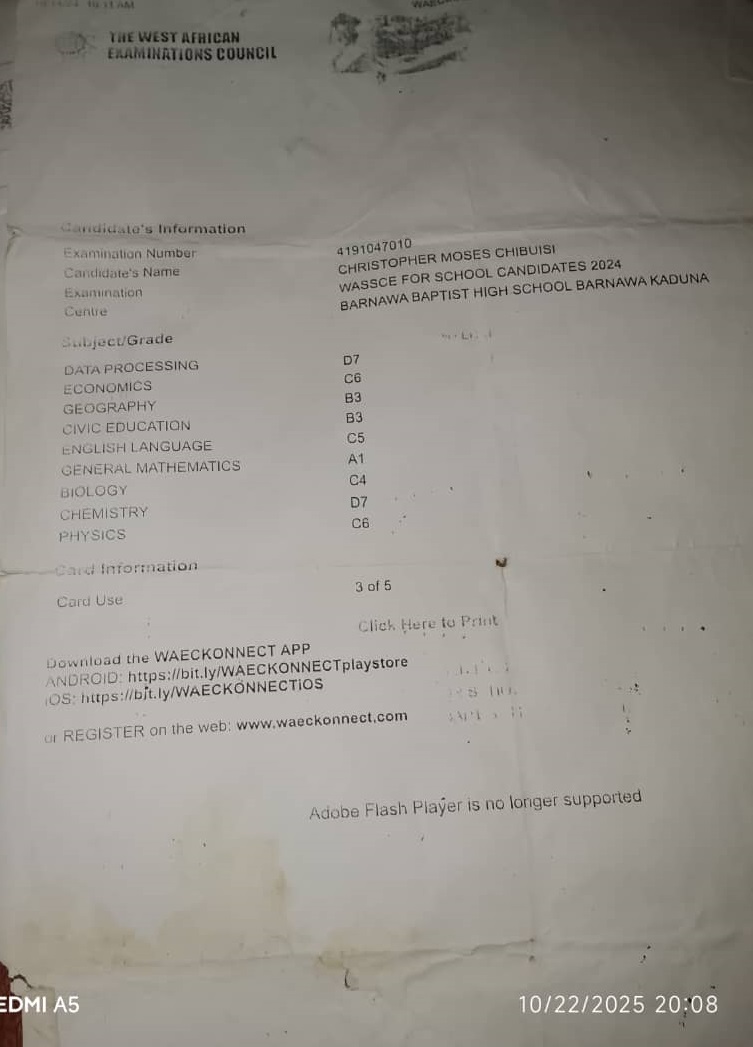 THE WEST AFRICAN
EXAMINATIONS COUNCIL
Candidate's Information
Examination Number 4191047010
Candidate's Name CHRISTOPHER MOSES CHIBUISI
Examination WASSCE FOR SCHOOL CANDIDATES 2024
Centre BARNAWA BAPTIST HIGH SCHOOL BARNAWA KADUNA
Subject/Grade
DATA PROCESSING D7
ECONOMICS C6
GEOGRAPHY B3
CIVIC EDUCATION B3
ENGLISH LANGUAGE C5
GENERAL MATHEMATICS A1
BIOLOGY C4
CHEMISTRY D7
PHYSICS C6
Card Information
Card Use 3 of 5
Click Here to Print
Download the WAECKONNECT APP
ANDROID: https://bit.ly/WAECKONNECTplaystore
iOS: https://bit.ly/WAECKONNECTiOS
or REGISTER on the web: www.waeckonnect.com
Adobe Flash Player is no longer supported
EDMI A5
10/22/2025 20:08